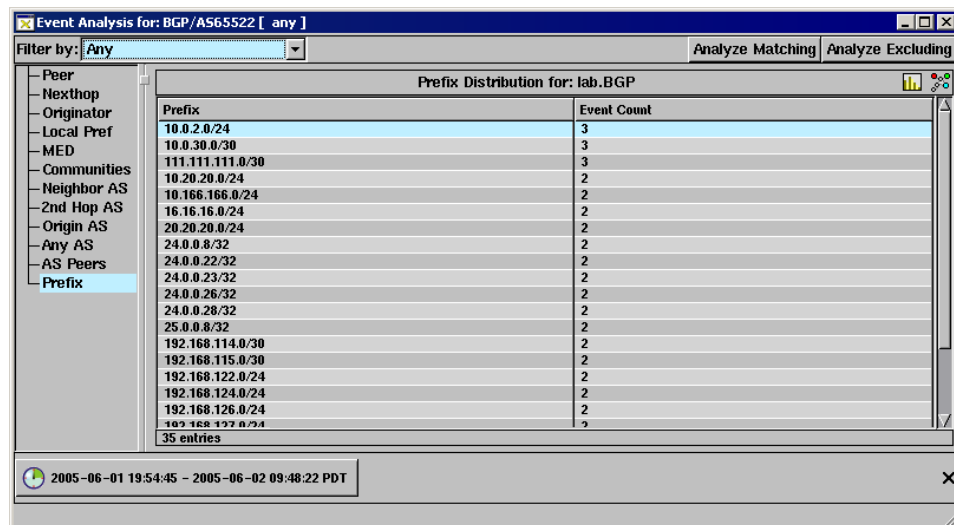 Event Analysis for: BGP/AS65522 [ any ]
Filter by: Any Analyze Matching Analyze Excluding
Peer
Nexthop
Originator
Local Pref
MED
Communities
Neighbor AS
2nd Hop AS
Origin AS
Any AS
AS Peers
Prefix
Prefix Distribution for: lab.BGP
Prefix Event Count
10.0.2.0/24 3
10.0.30.0/30 3
111.111.111.0/30 3
10.20.20.0/24 2
10.166.166.0/24 2
16.16.16.0/24 2
20.20.20.0/24 2
24.0.0.8/32 2
24.0.0.22/32 2
24.0.0.23/32 2
24.0.0.26/32 2
24.0.0.28/32 2
25.0.0.8/32 2
192.168.114.0/30 2
192.168.115.0/30 2
192.168.122.0/24 2
192.168.124.0/24 2
192.168.126.0/24 2
192.168.127.0/24 2
35 entries
2005-06-01 19:54:45 - 2005-06-02 09:48:22 PDT